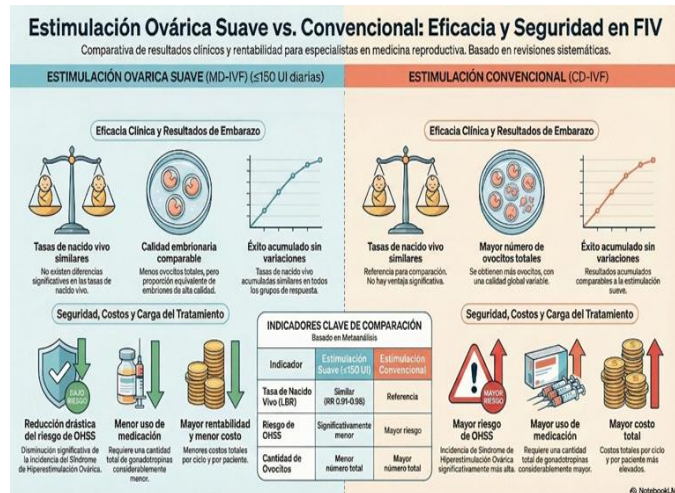 Estimulación Ovárica Suave vs. Convencional: Eficacia y Seguridad en FIV
Comparativa de resultados clínicos y rentabilidad para especialistas en medicina reproductiva. Basado en revisiones sistemáticas.
ESTIMULACIÓN OVARICA SUAVE (MD-IVF) (≤150 UI diarias)
Eficacia Clínica y Resultados de Embarazo
Tasas de nacido vivo
similares
No existen diferencias
significativas en las tasas de
nacido vivo.
Calidad embrionaria
comparable
Menos ovocitos totales, pero
proporción equivalente de
embriones de alta calidad.
Éxito acumulado sin
variaciones
Tasas de nacido vivo
acumuladas similares en todos
los grupos de respuesta.
Seguridad, Costos y Carga del Tratamiento
BAJO
RIESGO
Reducción drástica
del riesgo de OHSS
Disminución significativa de
la incidencia del Síndrome
de Hiperestimulación Ovárica.
Menor uso de
medicación
Requiere una cantidad
total de gonadotropinas
considerablemente
menor.
Mayor rentabilidad
y menor costo
Menores costos totales
por ciclo y por paciente.
ESTIMULACIÓN CONVENCIONAL (CD-IVF)
Eficacia Clínica y Resultados de Embarazo
Tasas de nacido vivo
similares
Referencia para comparación.
No hay ventaja significativa.
Mayor número de
ovocitos totales
Se obtienen más ovocitos, con
una calidad global variable.
Éxito acumulado sin
variaciones
Resultados acumulados
comparables a la estimulación
sueve.
INDICADORES CLAVE DE COMPARACIÓN
Basado en Metaanálisis
Indicador
Estimulación
Suave (≤150 UI)
Estimulación
Convencional
Tasa de Nacido
Vivo (LBR)
Similar
(RR 0.91-0.98)
Referencia
Riesgo de
OHSS
Significativamente
menor
Mayor riesgo
Cantidad de
Ovocitos
Menor
número total
Mayor
número total
Seguridad, Costos y Carga del Tratamiento
MAYOR
RIESGO
Mayor riesgo
de OHSS
Incidencia de Síndrome de
Hiperestimulación Ovárica
significativamente más alta.
Mayor uso de
medicación
Requieren una cantidad total
de gonadotropinas
considerablemente mayor.
Mayor costo
total
Costos totales por ciclo
y por paciente más
elevados.
NotebookLM